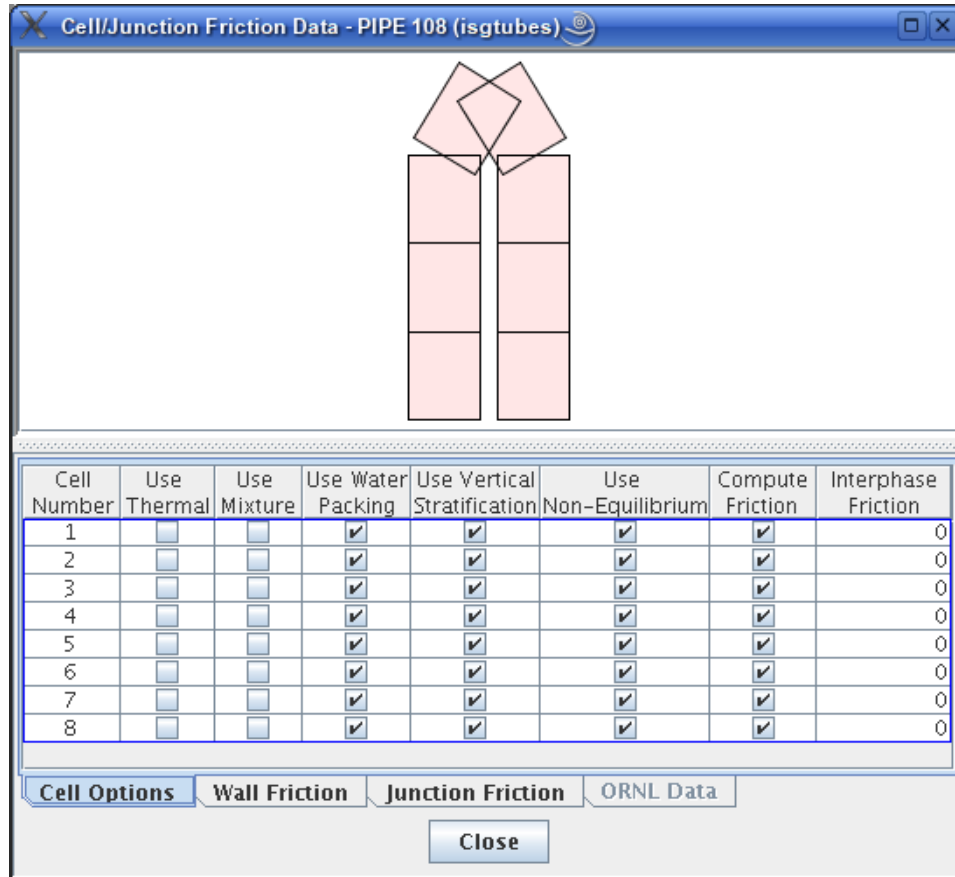 Cell/Junction Friction Data - PIPE 108 (isgtubes)
Cell Number Use Thermal Use Mixture Use Water Packing Use Vertical Stratification Use Non-Equilibrium Compute Friction Interphase Friction
1 0
2 0
3 0
4 0
5 0
6 0
7 0
8 0
Cell Options Wall Friction Junction Friction ORNL Data
Close